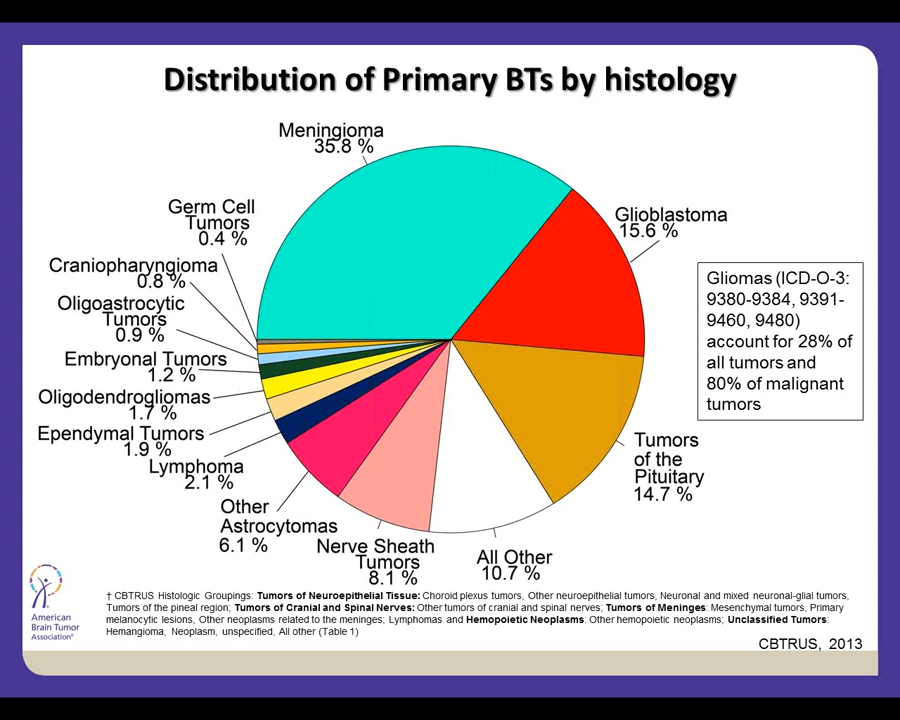 Distribution of Primary BTs by histology
Meningioma
35.8 %
Germ Cell
Tumors
0.4 %
Glioblastoma
15.6 %
Craniopharyngioma
0.8 %
Gliomas (ICD-O-3:
9380-9384, 9391-
9460, 9480)
account for 28% of
all tumors and
80% of malignant
tumors
Oligoastrocytic
Tumors
0.9 %
Embryonal Tumors
1.2 %
Oligodendrogliomas
1.7 %
Ependymal Tumors
1.9 %
Lymphoma
2.1 %
Tumors
of the
Pituitary
14.7 %
Other
Astrocytomas
6.1 %
Nerve Sheath
Tumors
8.1 %
All Other
10.7 %
† CBTRUS Histologic Groupings: Tumors of Neuroepithelial Tissue: Choroid plexus tumors, Other neuroepithelial tumors, Neuronal and mixed neuronal-glial tumors,
Tumors of the pineal region; Tumors of Cranial and Spinal Nerves: Other tumors of cranial and spinal nerves; Tumors of Meninges: Mesenchymal tumors, Primary
melanocytic lesions, Other neoplasms related to the meninges; Lymphomas and Hemopoietic Neoplasms: Other hemopoietic neoplasms; Unclassified Tumors:
Hemangioma, Neoplasm, unspecified, All other (Table 1)
American
Brain Tumor
Association®
CBTRUS, 2013